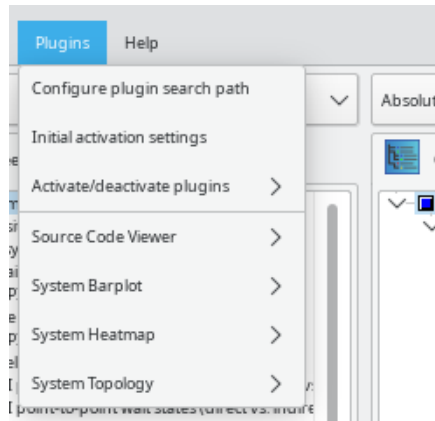 Plugins Help
Configure plugin search path
Absolut
Initial activation settings
Activate/deactivate plugins
Source Code Viewer
System Barplot
System Heatmap
System Topology
point-to-point wait states (direct vs. indire